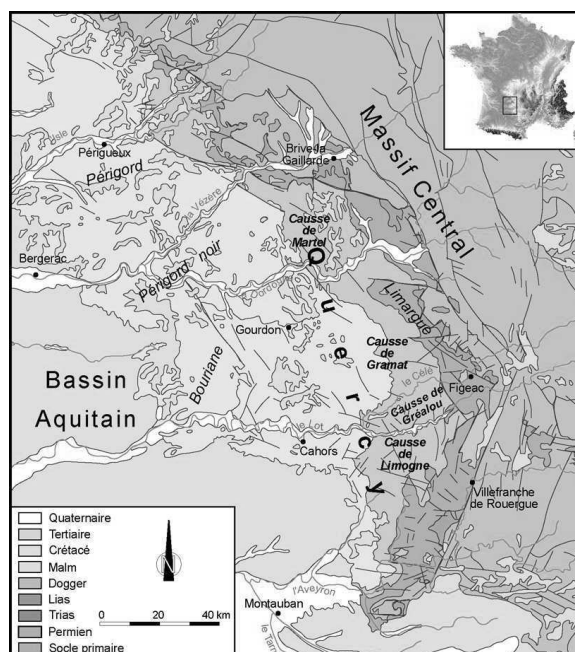 Isle
Périgueux
Périgord
Brive-la
Gaillarde
Massif Central
la Vézère
Causse
de
Martel
Bergerac
Périgord noir
Quercy
Limargue
Gourdon
Causse
de
Gramat
Bassin
Aquitain
Bouriane
le Célé
Figeac
Causse de
Gréalou
le Lot
Cahors
Causse
de
Limogne
Villefranche
de Rouergue
Quaternaire
Tertiaire
Crétacé
Malm
Dogger
Lias
Trias
Permien
Socle primaire
N
0 20 40 km
l'Aveyron
Montauban
le Tarn